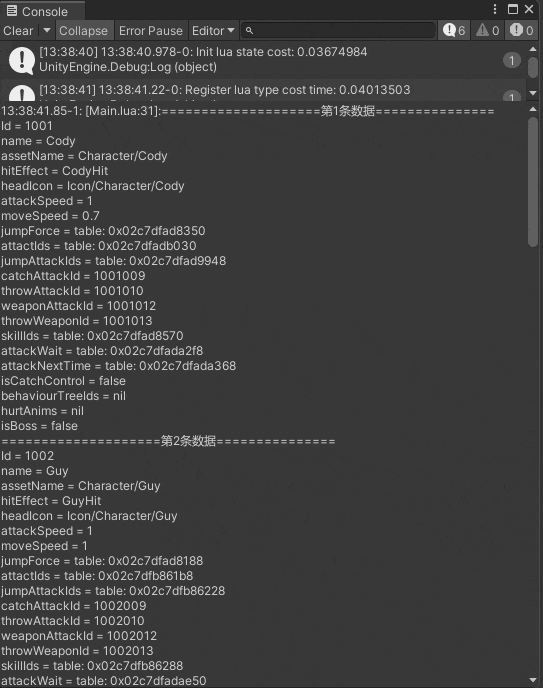 Console
Clear Collapse Error Pause Editor 6 0 0
[13:38:40] 13:38:40.978-0: Init lua state cost: 0.03674984
UnityEngine.Debug:Log (object)
1
[13:38:41] 13:38:41.22-0: Register lua type cost time: 0.04013503
1
13:38:41.85-1: [Main.lua:31]:====================第1条数据===============
Id = 1001
name = Cody
assetName = Character/Cody
hitEffect = CodyHit
headIcon = Icon/Character/Cody
attackSpeed = 1
moveSpeed = 0.7
jumpForce = table: 0x02c7dfad8350
attactIds = table: 0x02c7dfadb030
jumpAttackIds = table: 0x02c7dfad9948
catchAttackId = 1001009
throwAttackId = 1001010
weaponAttackId = 1001012
throwWeaponId = 1001013
skillIds = table: 0x02c7dfad8570
attackWait = table: 0x02c7dfada2f8
attackNextTime = table: 0x02c7dfada368
isCatchControl = false
behaviourTreeIds = nil
hurtAnims = nil
isBoss = false
====================第2条数据===============
Id = 1002
name = Guy
assetName = Character/Guy
hitEffect = GuyHit
headIcon = Icon/Character/Guy
attackSpeed = 1
moveSpeed = 1
jumpForce = table: 0x02c7dfad8188
attactIds = table: 0x02c7dfb861b8
jumpAttackIds = table: 0x02c7dfb86228
catchAttackId = 1002009
throwAttackId = 1002010
weaponAttackId = 1002012
throwWeaponId = 1002013
skillIds = table: 0x02c7dfb86288
attackWait = table: 0x02c7dfadae50